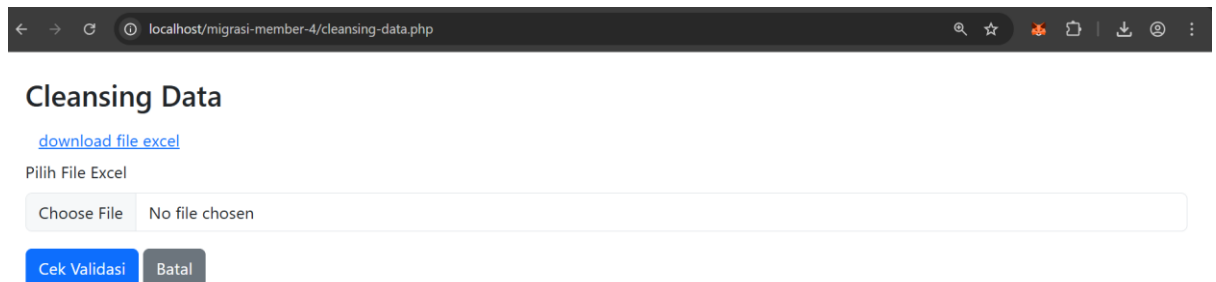 localhost/migrasi-member-4/cleansing-data.php
Cleansing Data
download file excel
Pilih File Excel
Choose File No file chosen
Cek Validasi Batal